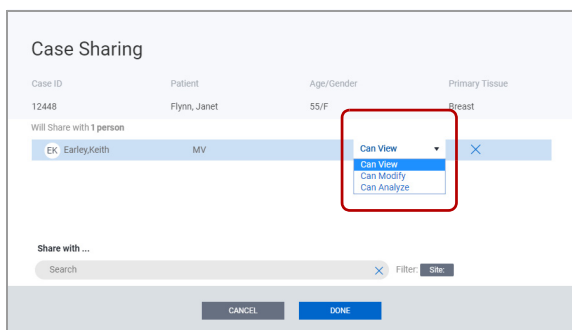 Case Sharing
Case ID Patient Age/Gender Primary Tissue
12448 Flynn, Janet 55/F Breast
Will Share with 1 person
EK Earley,Keith MV Can View
Can View
Can Modify
Can Analyze
Share with ...
Search Filter: Site:
CANCEL DONE